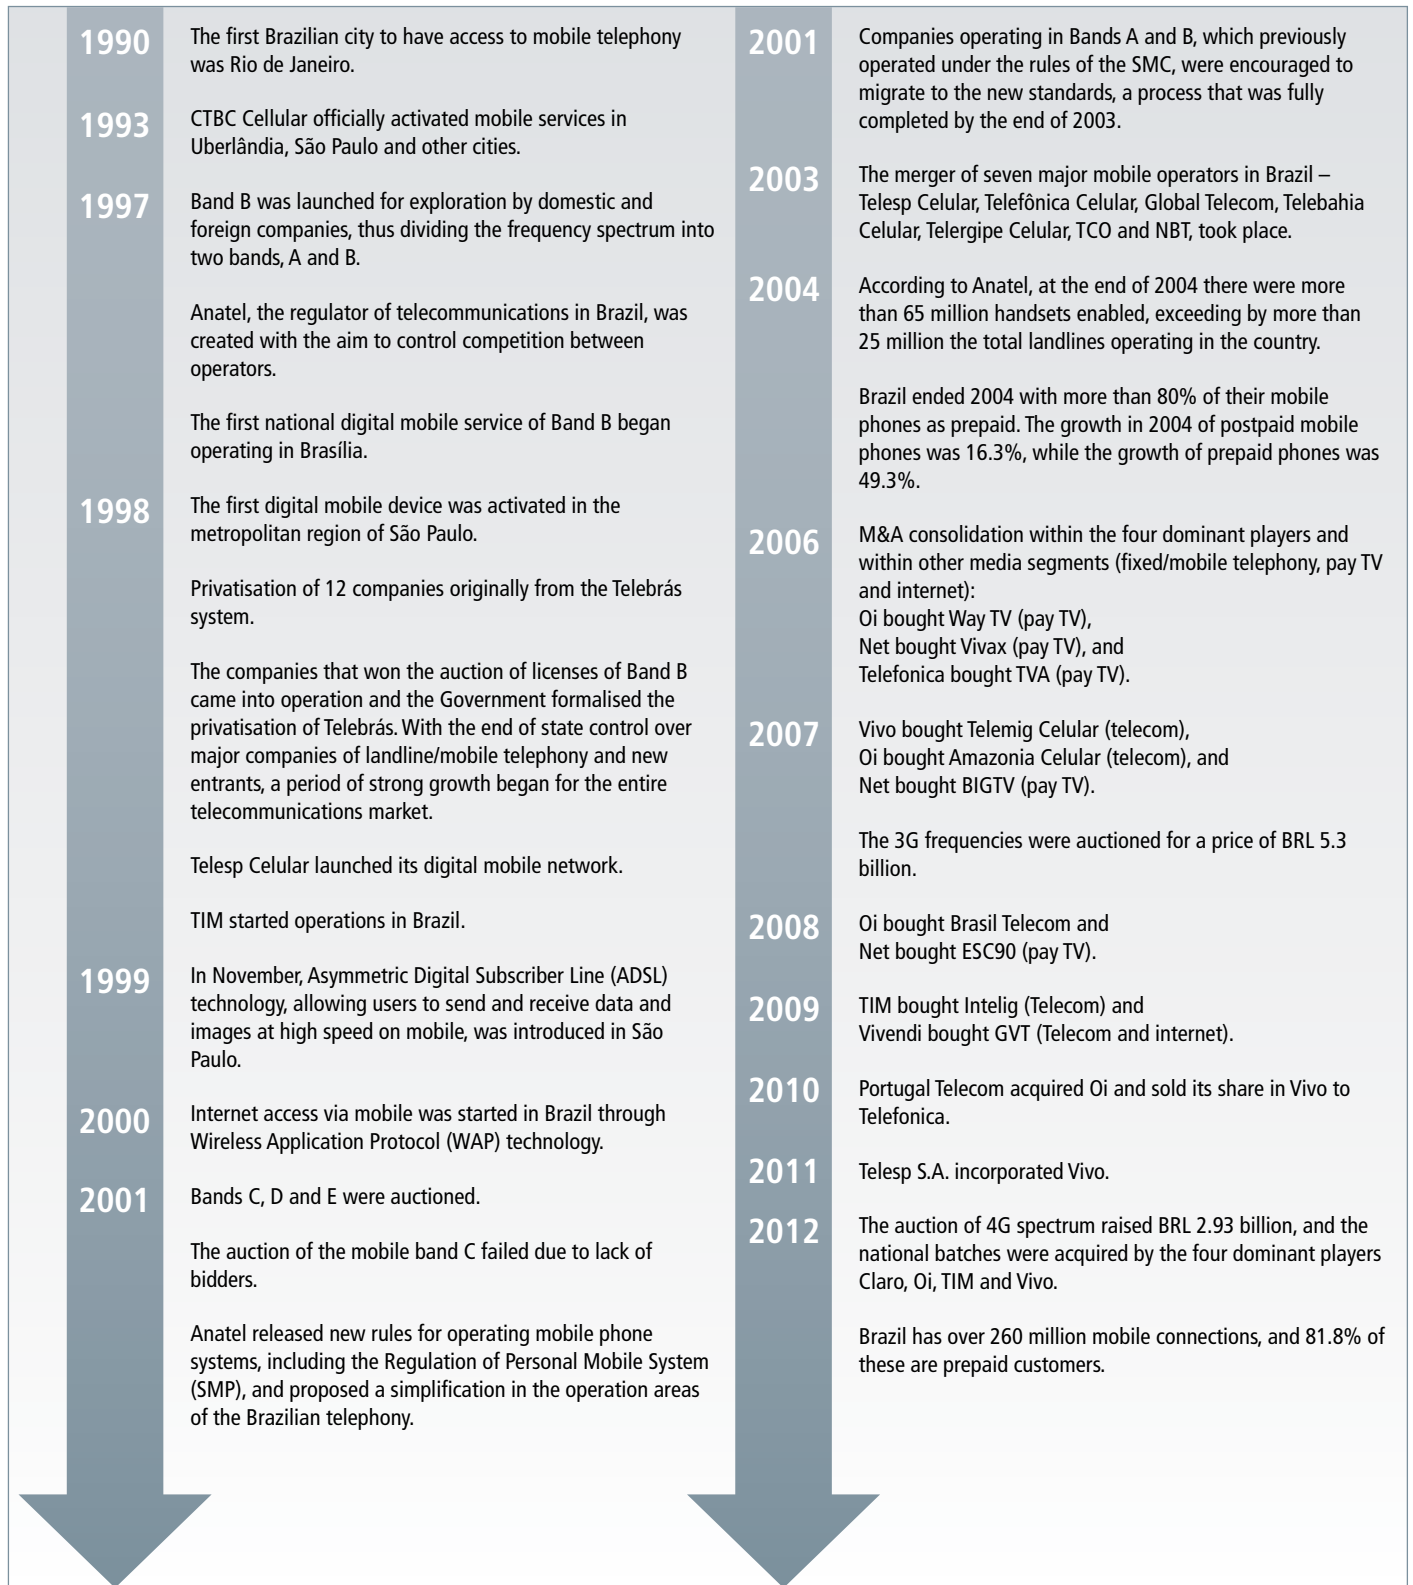 1990
The first Brazilian city to have access to mobile telephony
was Rio de Janeiro.
1993
CTBC Cellular officially activated mobile services in
Uberlândia, São Paulo and other cities.
1997
Band B was launched for exploration by domestic and
foreign companies, thus dividing the frequency spectrum into
two bands, A and B.
Anatel, the regulator of telecommunications in Brazil, was
created with the aim to control competition between
operators.
The first national digital mobile service of Band B began
operating in Brasília.
1998
The first digital mobile device was activated in the
metropolitan region of São Paulo.
Privatisation of 12 companies originally from the Telebrás
system.
The companies that won the auction of licenses of Band B
came into operation and the Government formalised the
privatisation of Telebrás. With the end of state control over
major companies of landline/mobile telephony and new
entrants, a period of strong growth began for the entire
telecommunications market.
Telesp Celular launched its digital mobile network.
TIM started operations in Brazil.
1999
In November, Asymmetric Digital Subscriber Line (ADSL)
technology, allowing users to send and receive data and
images at high speed on mobile, was introduced in São
Paulo.
2000
Internet access via mobile was started in Brazil through
Wireless Application Protocol (WAP) technology.
2001
Bands C, D and E were auctioned.
The auction of the mobile band C failed due to lack of
bidders.
Anatel released new rules for operating mobile phone
systems, including the Regulation of Personal Mobile System
(SMP), and proposed a simplification in the operation areas
of the Brazilian telephony.
2001
Companies operating in Bands A and B, which previously
operated under the rules of the SMC, were encouraged to
migrate to the new standards, a process that was fully
completed by the end of 2003.
2003
The merger of seven major mobile operators in Brazil –
Telesp Celular, Telefônica Celular, Global Telecom, Telebahia
Celular, Telergipe Celular, TCO and NBT, took place.
2004
According to Anatel, at the end of 2004 there were more
than 65 million handsets enabled, exceeding by more than
25 million the total landlines operating in the country.
Brazil ended 2004 with more than 80% of their mobile
phones as prepaid. The growth in 2004 of postpaid mobile
phones was 16.3%, while the growth of prepaid phones was
49.3%.
2006
M&A consolidation within the four dominant players and
within other media segments (fixed/mobile telephony, pay TV
and internet):
Oi bought Way TV (pay TV),
Net bought Vivax (pay TV), and
Telefonica bought TVA (pay TV).
2007
Vivo bought Telemig Celular (telecom),
Oi bought Amazonia Celular (telecom), and
Net bought BIGTV (pay TV).
The 3G frequencies were auctioned for a price of BRL 5.3
billion.
2008
Oi bought Brasil Telecom and
Net bought ESC90 (pay TV).
2009
TIM bought Intelig (Telecom) and
Vivendi bought GVT (Telecom and internet).
2010
Portugal Telecom acquired Oi and sold its share in Vivo to
Telefonica.
2011
Telesp S.A. incorporated Vivo.
2012
The auction of 4G spectrum raised BRL 2.93 billion, and the
national batches were acquired by the four dominant players
Claro, Oi, TIM and Vivo.
Brazil has over 260 million mobile connections, and 81.8% of
these are prepaid customers.